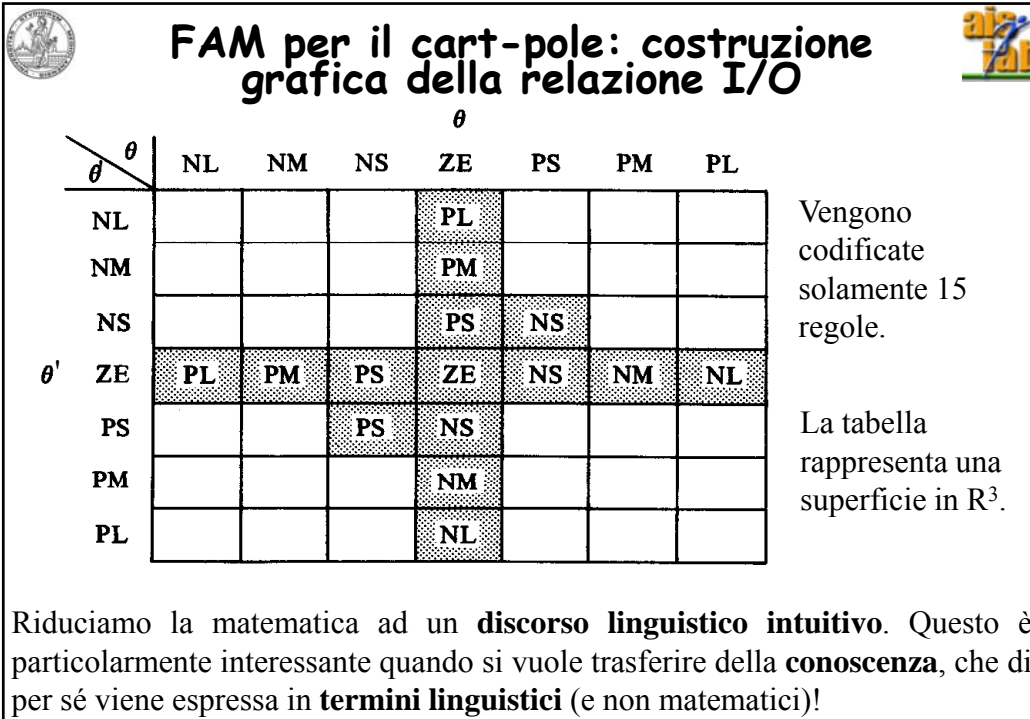 FAM per il cart-pole: costruzione
grafica della relazione I/O
θ
θ
θ NL NM NS ZE PS PM PL
NL PL
NM PM
NS PS NS
θ' ZE PL PM PS ZE NS NM NL
PS PS NS
PM NM
PL NL
Vengono
codificate
solamente 15
regole.
La tabella
rappresenta una
superficie in R³.
Riduciamo la matematica ad un discorso linguistico intuitivo. Questo è
particolarmente interessante quando si vuole trasferire della conoscenza, che di
per sé viene espressa in termini linguistici (e non matematici)!